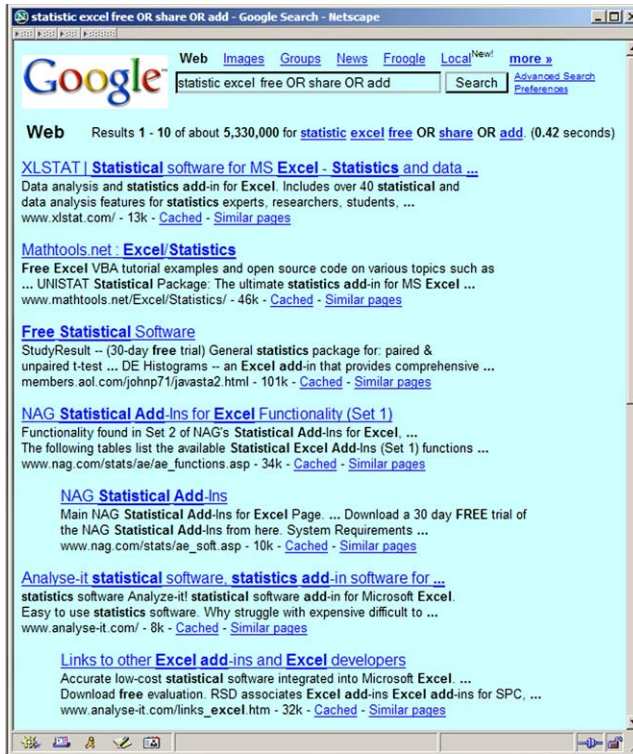 statistic excel free OR share OR add - Google Search - Netscape
Web Images Groups News Froogle Local New! more »
Google™
statistic excel free OR share OR add Search Advanced Search
Preferences
Web Results 1 - 10 of about 5,330,000 for statistic excel free OR share OR add. (0.42 seconds)
XLSTAT | Statistical software for MS Excel - Statistics and data ...
Data analysis and statistics add-in for Excel. Includes over 40 statistical and
data analysis features for statistics experts, researchers, students, ...
www.xlstat.com/ - 13k - Cached - Similar pages
Mathtools.net : Excel/Statistics
Free Excel VBA tutorial examples and open source code on various topics such as
... UNISTAT Statistical Package: The ultimate statistics add-in for MS Excel ...
www.mathtools.net/Excel/Statistics/ - 46k - Cached - Similar pages
Free Statistical Software
StudyResult -- (30-day free trial) General statistics package for: paired &
unpaired t-test ... DE Histograms -- an Excel add-in that provides comprehensive ...
members.aol.com/johnp71/javasta2.html - 101k - Cached - Similar pages
NAG Statistical Add-Ins for Excel Functionality (Set 1)
Functionality found in Set 2 of NAG's Statistical Add-Ins for Excel, ...
The following tables list the available Statistical Excel Add-Ins (Set 1) functions ...
www.nag.com/stats/ae/ae_functions.asp - 34k - Cached - Similar pages
NAG Statistical Add-Ins
Main NAG Statistical Add-Ins for Excel Page. ... Download a 30 day FREE trial of
the NAG Statistical Add-Ins from here. System Requirements ...
www.nag.com/stats/ae_soft.asp - 10k - Cached - Similar pages
Analyse-it statistical software, statistics add-in software for ...
statistics software Analyze-it! statistical software add-in for Microsoft Excel.
Easy to use statistics software. Why struggle with expensive difficult to ...
www.analyse-it.com/ - 8k - Cached - Similar pages
Links to other Excel add-ins and Excel developers
Accurate low-cost statistical software integrated into Microsoft Excel. ...
Download free evaluation. RSD associates Excel add-ins Excel add-ins for SPC, ...
www.analyse-it.com/links_excel.htm - 32k - Cached - Similar pages